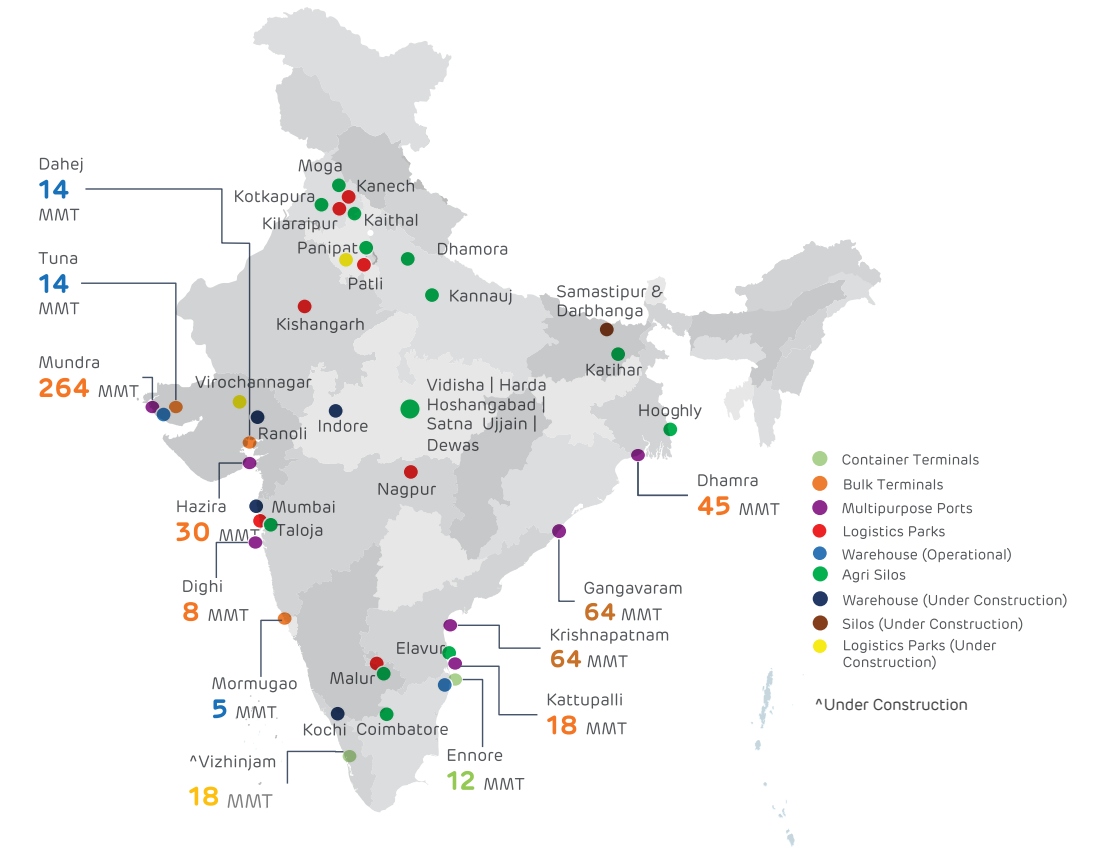 Dahej
14
MMT
Tuna
14
MMT
Mundra
264 MMT
Moga
Kanech
Kotkapura
Kilaraipur
Kaithal
Panipat
Dhamora
Patli
Kannauj
Kishangarh
Samastipur &
Darbhanga
Katihar
Virochannagar
Ranoli
Indore
Vidisha | Harda
Hoshangabad |
Satna Ujjain |
Dewas
Hooghly
Nagpur
Hazira
30 MMT
Mumbai
Taloja
Dhamra
45 MMT
Dighi
8 MMT
Gangavaram
64 MMT
Krishnapatnam
64 MMT
Elavur
Malur
Mormugao
5 MMT
Kattupalli
18 MMT
Kochi
Coimbatore
Ennore
12 MMT
^Vizhinjam
18 MMT
Container Terminals
Bulk Terminals
Multipurpose Ports
Logistics Parks
Warehouse (Operational)
Agri Silos
Warehouse (Under Construction)
Silos (Under Construction)
Logistics Parks (Under
Construction)
^Under Construction